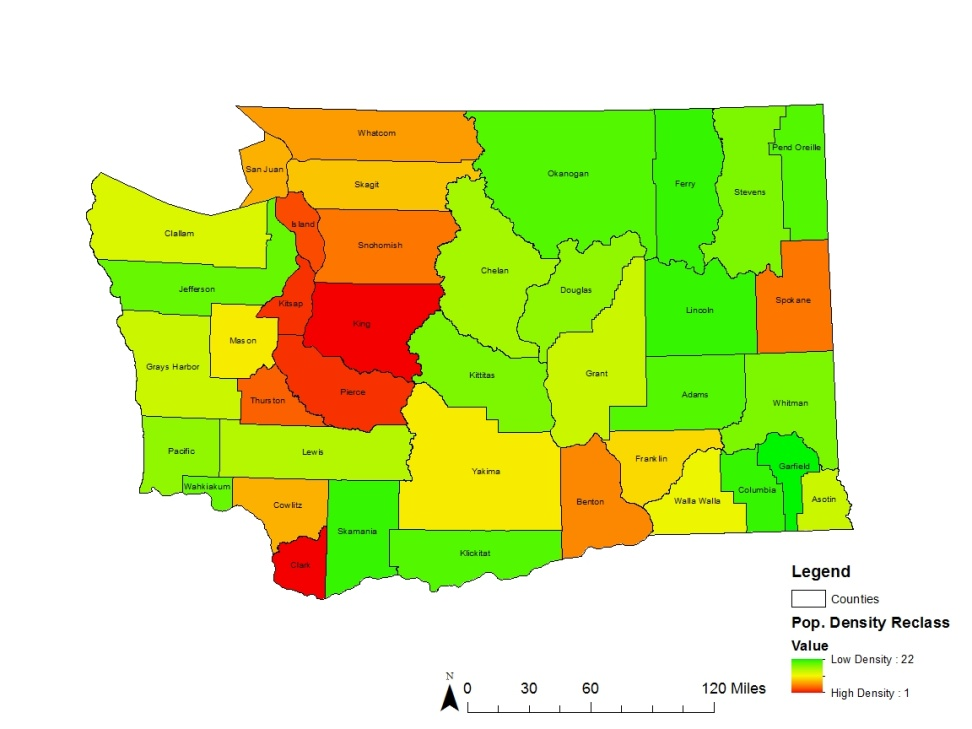 Whatcom
San Juan
Skagit
Okanogan
Ferry
Stevens
Pend Oreille
Island
Clallam
Snohomish
Chelan
Jefferson
Kitsap
Douglas
Spokane
Lincoln
King
Mason
Grays Harbor
Kittitas
Grant
Pierce
Thurston
Adams
Whitman
Pacific
Lewis
Yakima
Franklin
Garfield
Wahkiakum
Columbia
Cowlitz
Benton
Walla Walla
Asotin
Skamania
Klickitat
Clark
Legend
Counties
Pop. Density Reclass
Value
Low Density : 22
High Density : 1
N
0 30 60 120 Miles